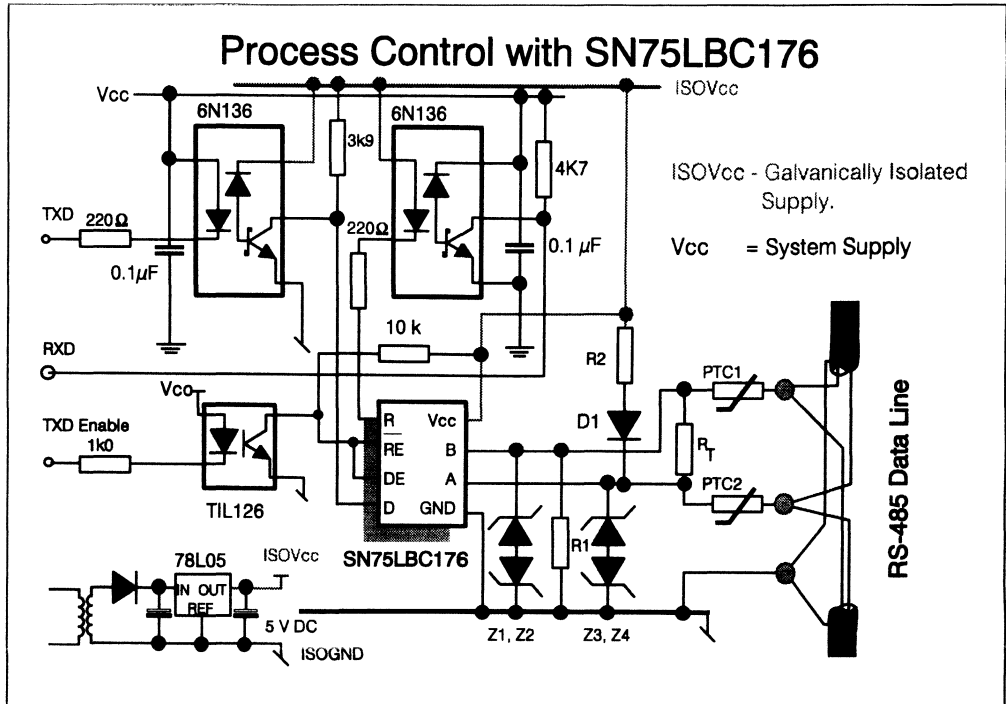 Process Control with SN75LBC176
ISOVcc
Vcc
6N136
6N136
3k9
4K7
ISOVcc - Galvanically Isolated
Supply.
Vcc = System Supply
TXD
220Ω
220Ω
0.1μF
0.1 μF
10 k
RXD
R2
PTC1
Vcc
TXD Enable
1k0
TIL126
R
Vcc
RE
B
DE
A
D
GND
D1
RT
PTC2
RS-485 Data Line
SN75LBC176
R1
78L05
ISOVcc
IN OUT
REF
5 V DC
Z1, Z2
Z3, Z4
ISOGND